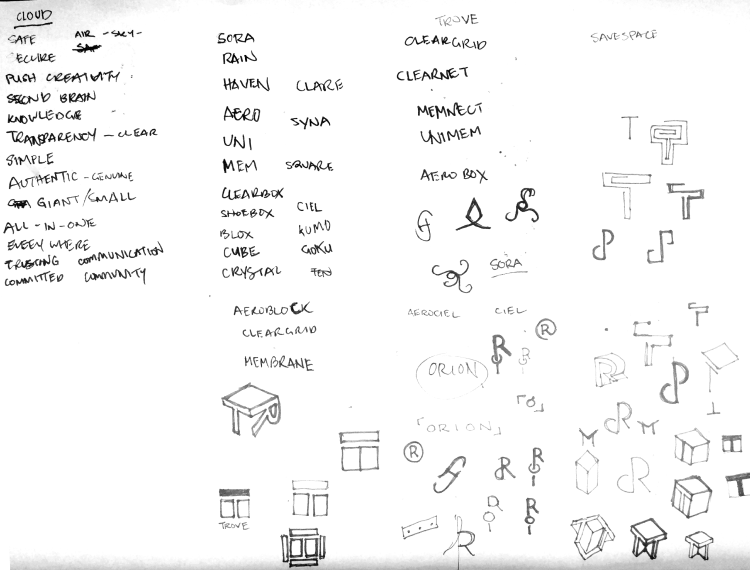 CLOUD
SAFE AIR - SKY -
ECURE
PUSH CREATIVITY
SECOND BRAIN
KNOWLEDGE
TRANSPARENCY - CLEAR
SIMPLE
AUTHENTIC - GENUINE
GIANT/SMALL
ALL - IN - ONE
EVERY WHERE
TRUSTING COMMUNICATION
COMMITTED COMMUNITY
SORA
RAIN
HAVEN CLARE
AERO
SYNA
UNI
MEM SQUARE
CLEARBOX
SHOEBOX CIEL
BLOX KUMO
CUBE GOKU
CRYSTAL TEN
AEROBLOCK
CLEARGRID
MEMBRANE
TROVE
TROVE
CLEARGRID
CLEARNET
MEMNECT
UNIMEM
AERO BOX
SORA
AEROCIEL CIEL
R
R
ORION
「ORION」
R
R
R
R
R
SAVESPACE
T
R
R
R